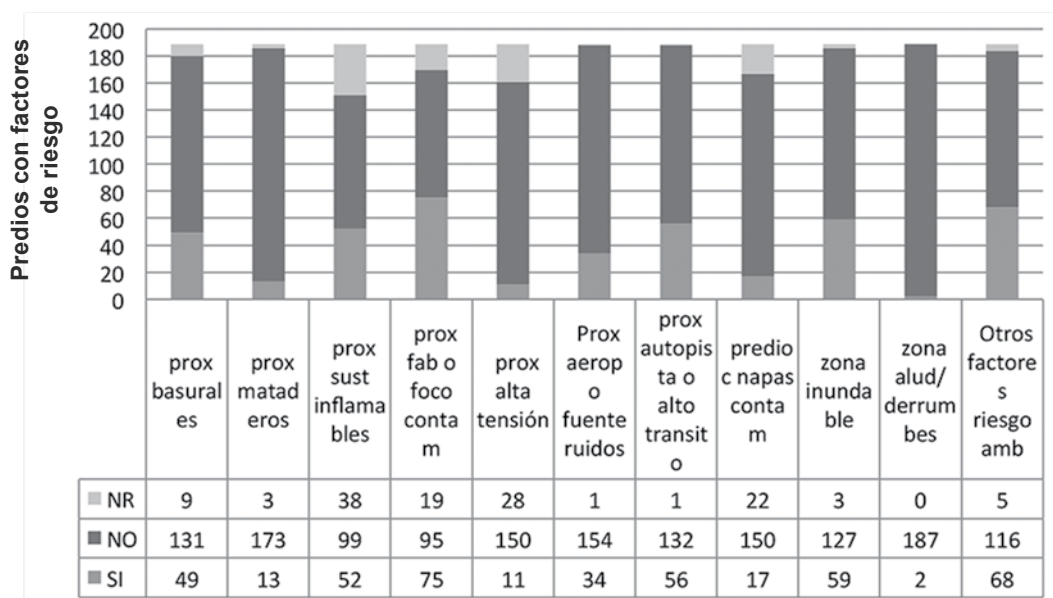 Predios con factores
de riesgo
200
180
160
140
120
100
80
60
40
20
0
prox
basural
es
prox
matad
eros
prox
sust
inflama
bles
prox
fab o
foco
conta
m
prox
alta
tensión
Prox
aerop
o
fuente
ruidos
prox
autopis
ta o
alto
transit
o
predio
c napas
conta
m
zona
inunda
ble
zona
alud/
derrum
bes
Otros
factore
s
riesgo
amb
NR 9 3 38 19 28 1 1 22 3 0 5
NO 131 173 99 95 150 154 132 150 127 187 116
SI 49 13 52 75 11 34 56 17 59 2 68